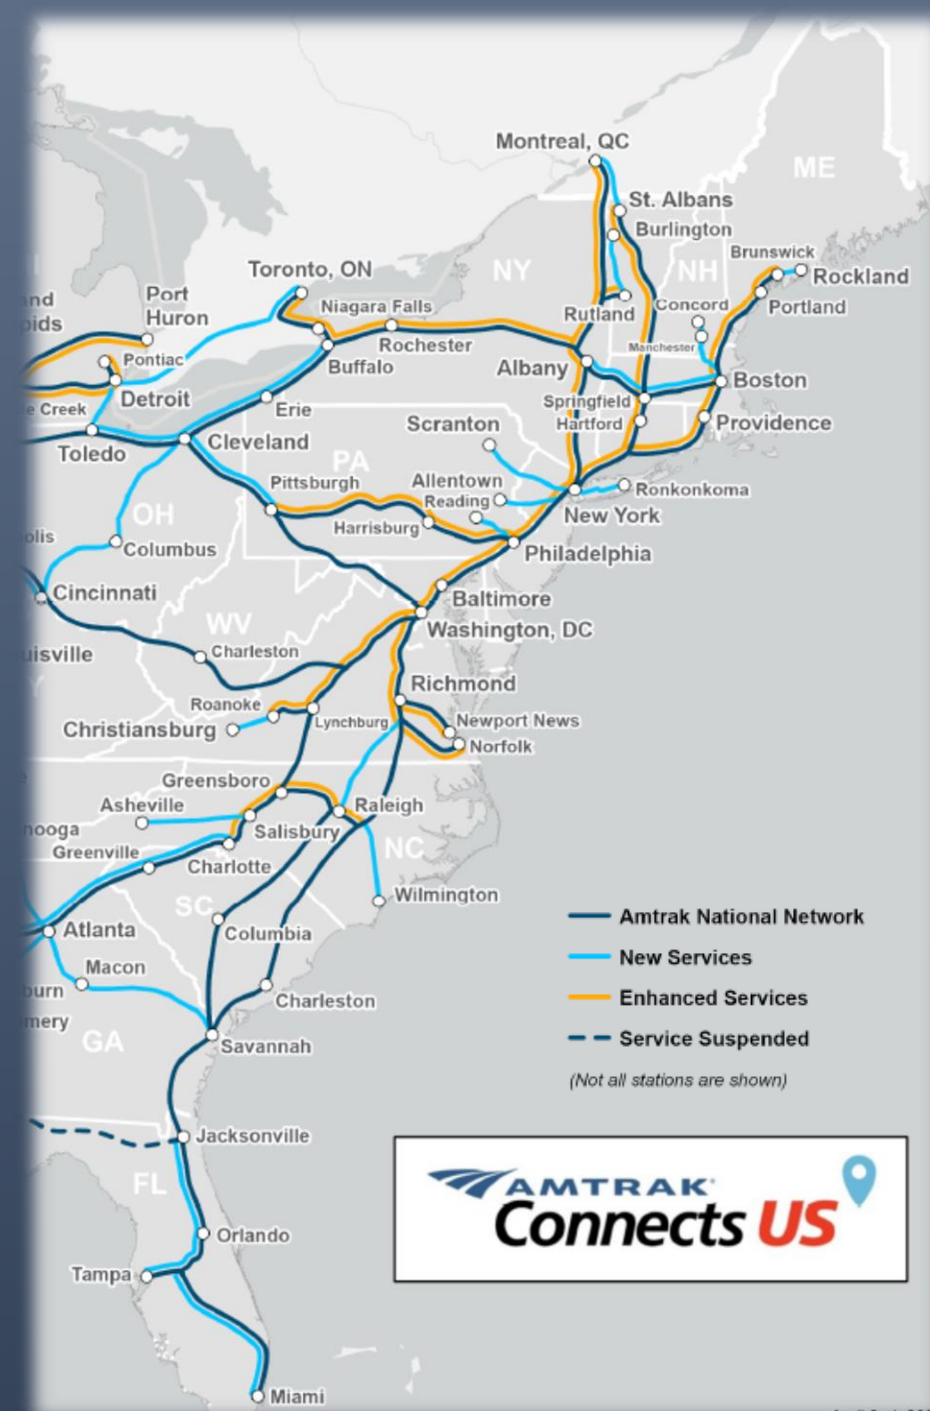 Montreal, QC
ME
St. Albans
Burlington
Brunswick
Rockland
NY
NH
Toronto, ON
Port
Huron
Niagara Falls
Rochester
Rutland
Concord
Portland
Manchester
Pontiac
Buffalo
Albany
Boston
Detroit
Creek
Erie
Springfield
Hartford
Providence
Scranton
Toledo
Cleveland
PA
Pittsburgh
Allentown
Reading
Ronkonkoma
New York
OH
Harrisburg
Columbus
Philadelphia
Cincinnati
Baltimore
WV
Washington, DC
Charleston
Richmond
Roanoke
Christiansburg
Lynchburg
Newport News
Norfolk
Greensboro
Asheville
Raleigh
Salisbury
Greenville
Charlotte
NC
SC
Wilmington
Atlanta
Columbia
Macon
Charleston
GA
Savannah
Jacksonville
FL
Orlando
Tampa
Miami
Amtrak National Network
New Services
Enhanced Services
Service Suspended
(Not all stations are shown)
AMTRAK
Connects US